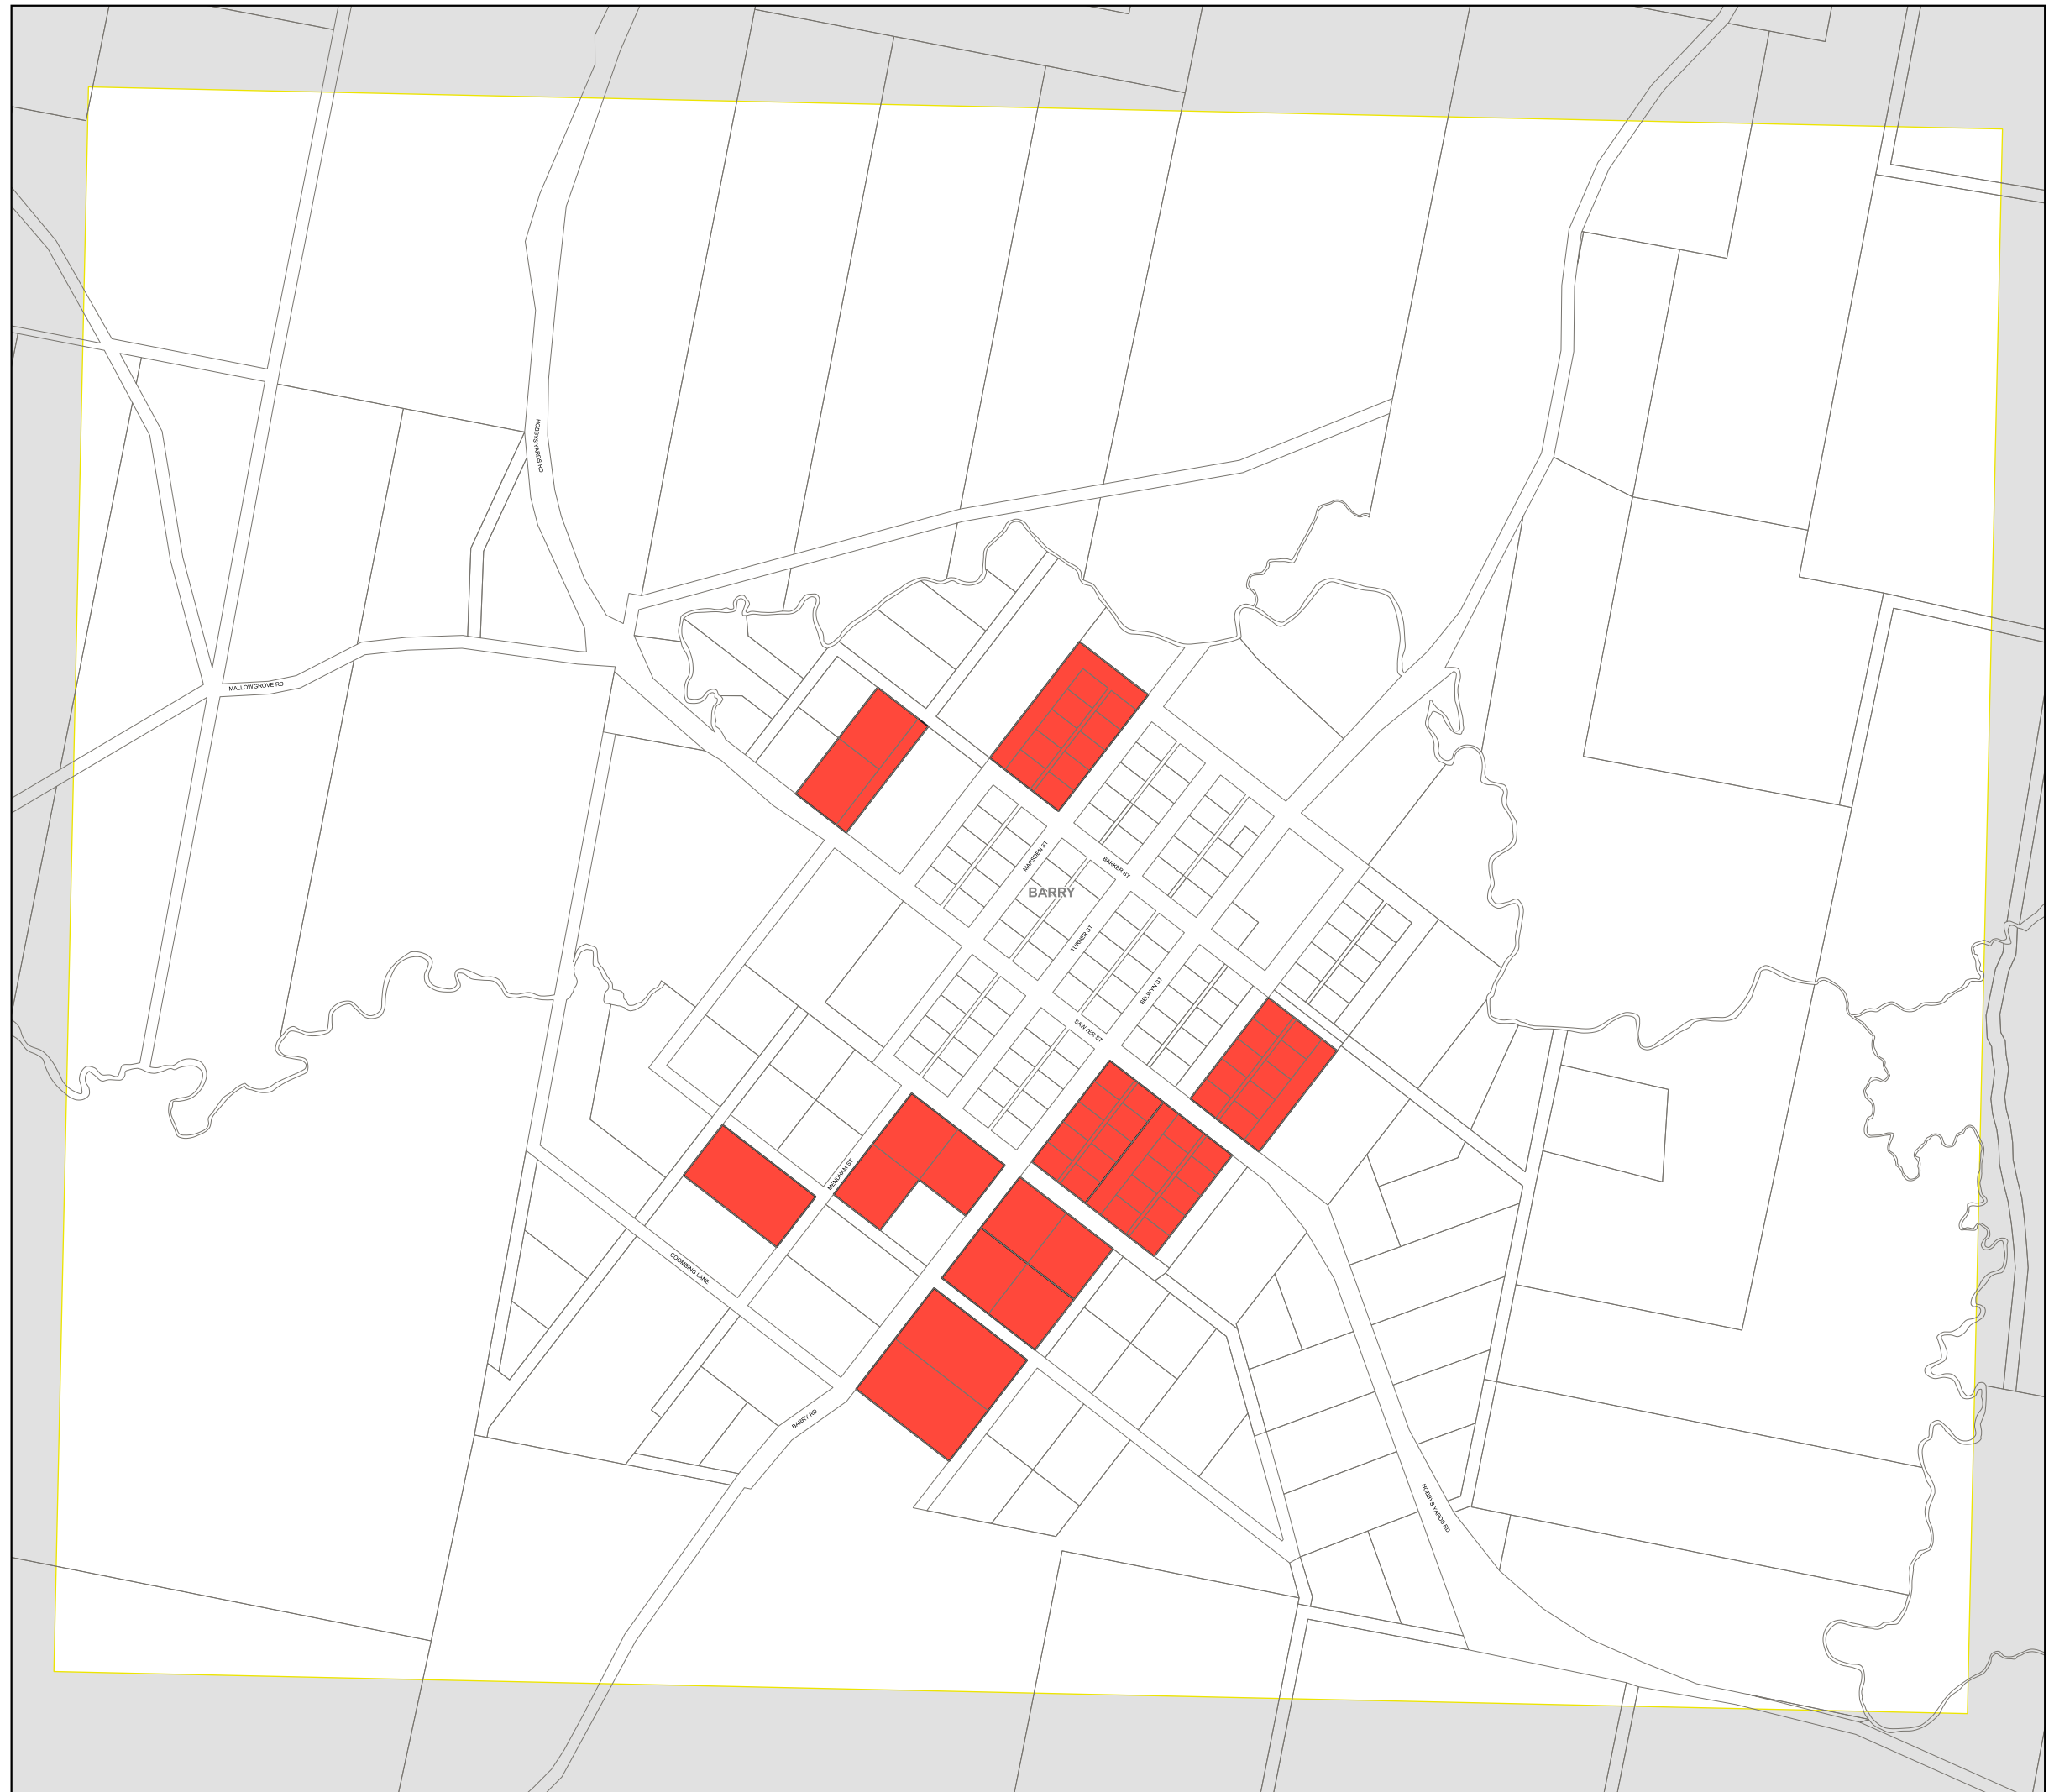 HOBBYS YARDS RD
MALLOWGROVE RD
MARSDEN ST
BARKER ST
BARRY
TURNER ST
SELWYN ST
SAWYER ST
MENDHAM ST
COOMBING LANE
BARRY RD
HOBBYS YARDS RD